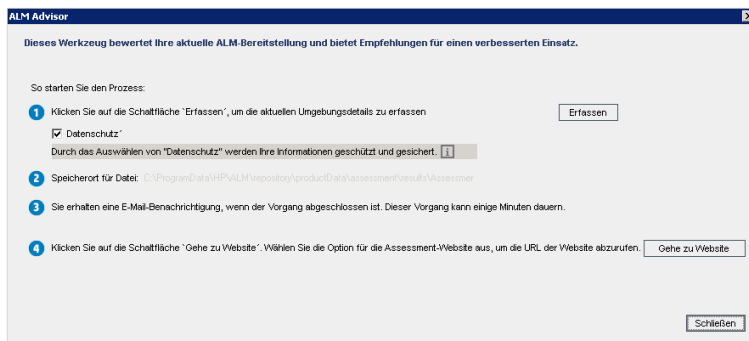 ALM Advisor
Dieses Werkzeug bewertet Ihre aktuelle ALM-Bereitstellung und bietet Empfehlungen für einen verbesserten Einsatz.
So starten Sie den Prozess:
1 Klicken Sie auf die Schaltfläche `Erfassen´, um die aktuellen Umgebungsdetails zu erfassen Erfassen
Datenschutz´
Durch das Auswählen von "Datenschutz" werden Ihre Informationen geschützt und gesichert. i
2 Speicherort für Datei: C:\ProgramData\HP\ALM\repository\productData\assessment\results\Assessmer
3 Sie erhalten eine E-Mail-Benachrichtigung, wenn der Vorgang abgeschlossen ist. Dieser Vorgang kann einige Minuten dauern.
4 Klicken Sie auf die Schaltfläche `Gehe zu Website´. Wählen Sie die Option für die Assessment-Website aus, um die URL der Website abzurufen. Gehe zu Website
Schließen